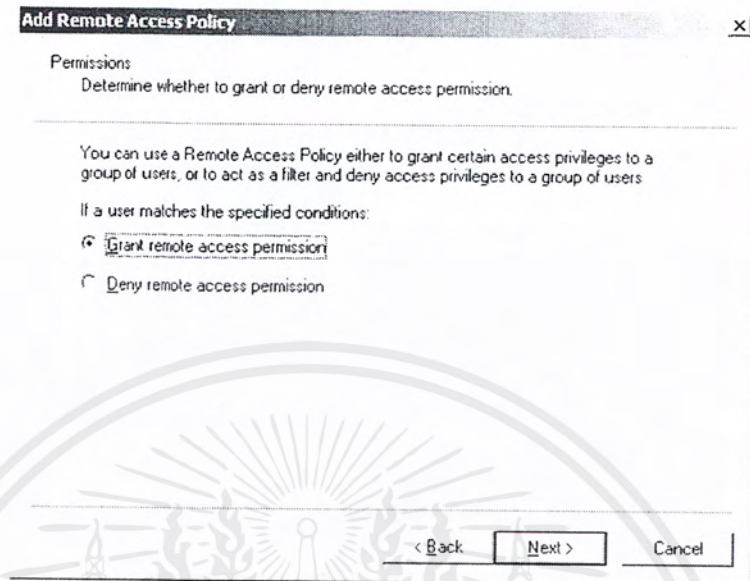 Add Remote Access Policy
Permissions
Determine whether to grant or deny remote access permission.
You can use a Remote Access Policy either to grant certain access privileges to a
group of users, or to act as a filter and deny access privileges to a group of users
If a user matches the specified conditions:
Grant remote access permission
Deny remote access permission
< Back Next > Cancel